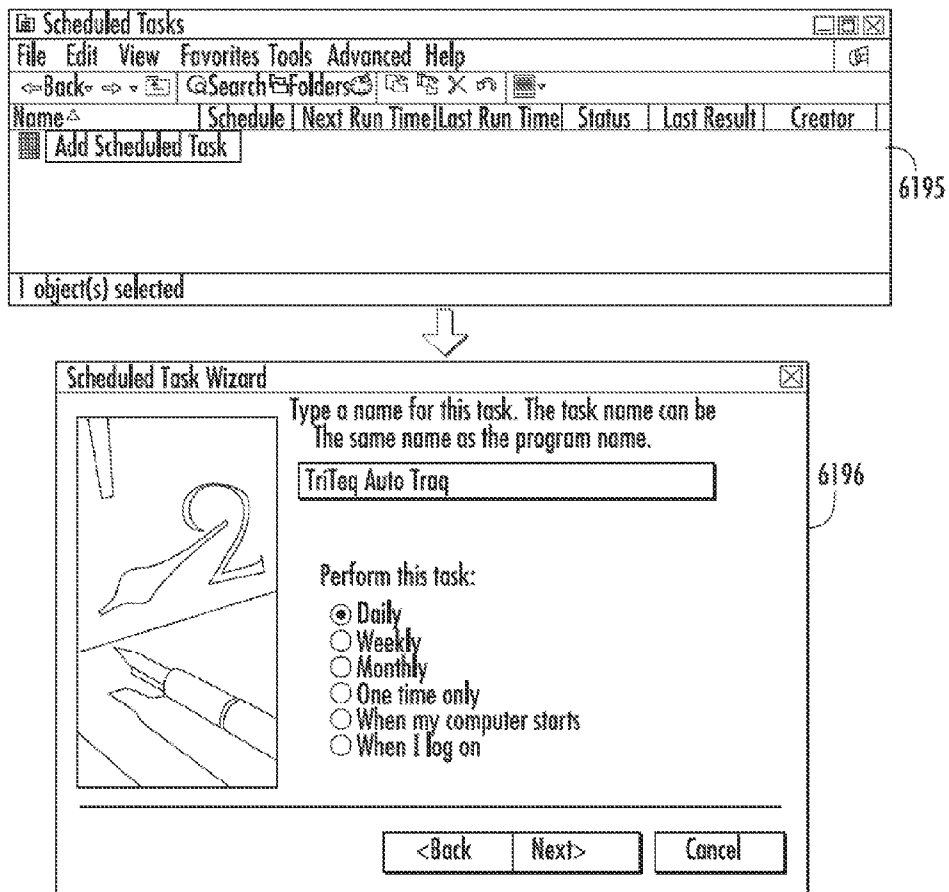 Scheduled Tasks
File Edit View Favorites Tools Advanced Help
Back Search Folders
Name Schedule Next Run Time Last Run Time Status Last Result Creator
Add Scheduled Task
6195
1 object(s) selected
Scheduled Task Wizard
Type a name for this task. The task name can be
The same name as the program name.
TriTeq Auto Traq
6196
2
Perform this task:
Daily
Weekly
Monthly
One time only
When my computer starts
When I log on
<Back Next> Cancel